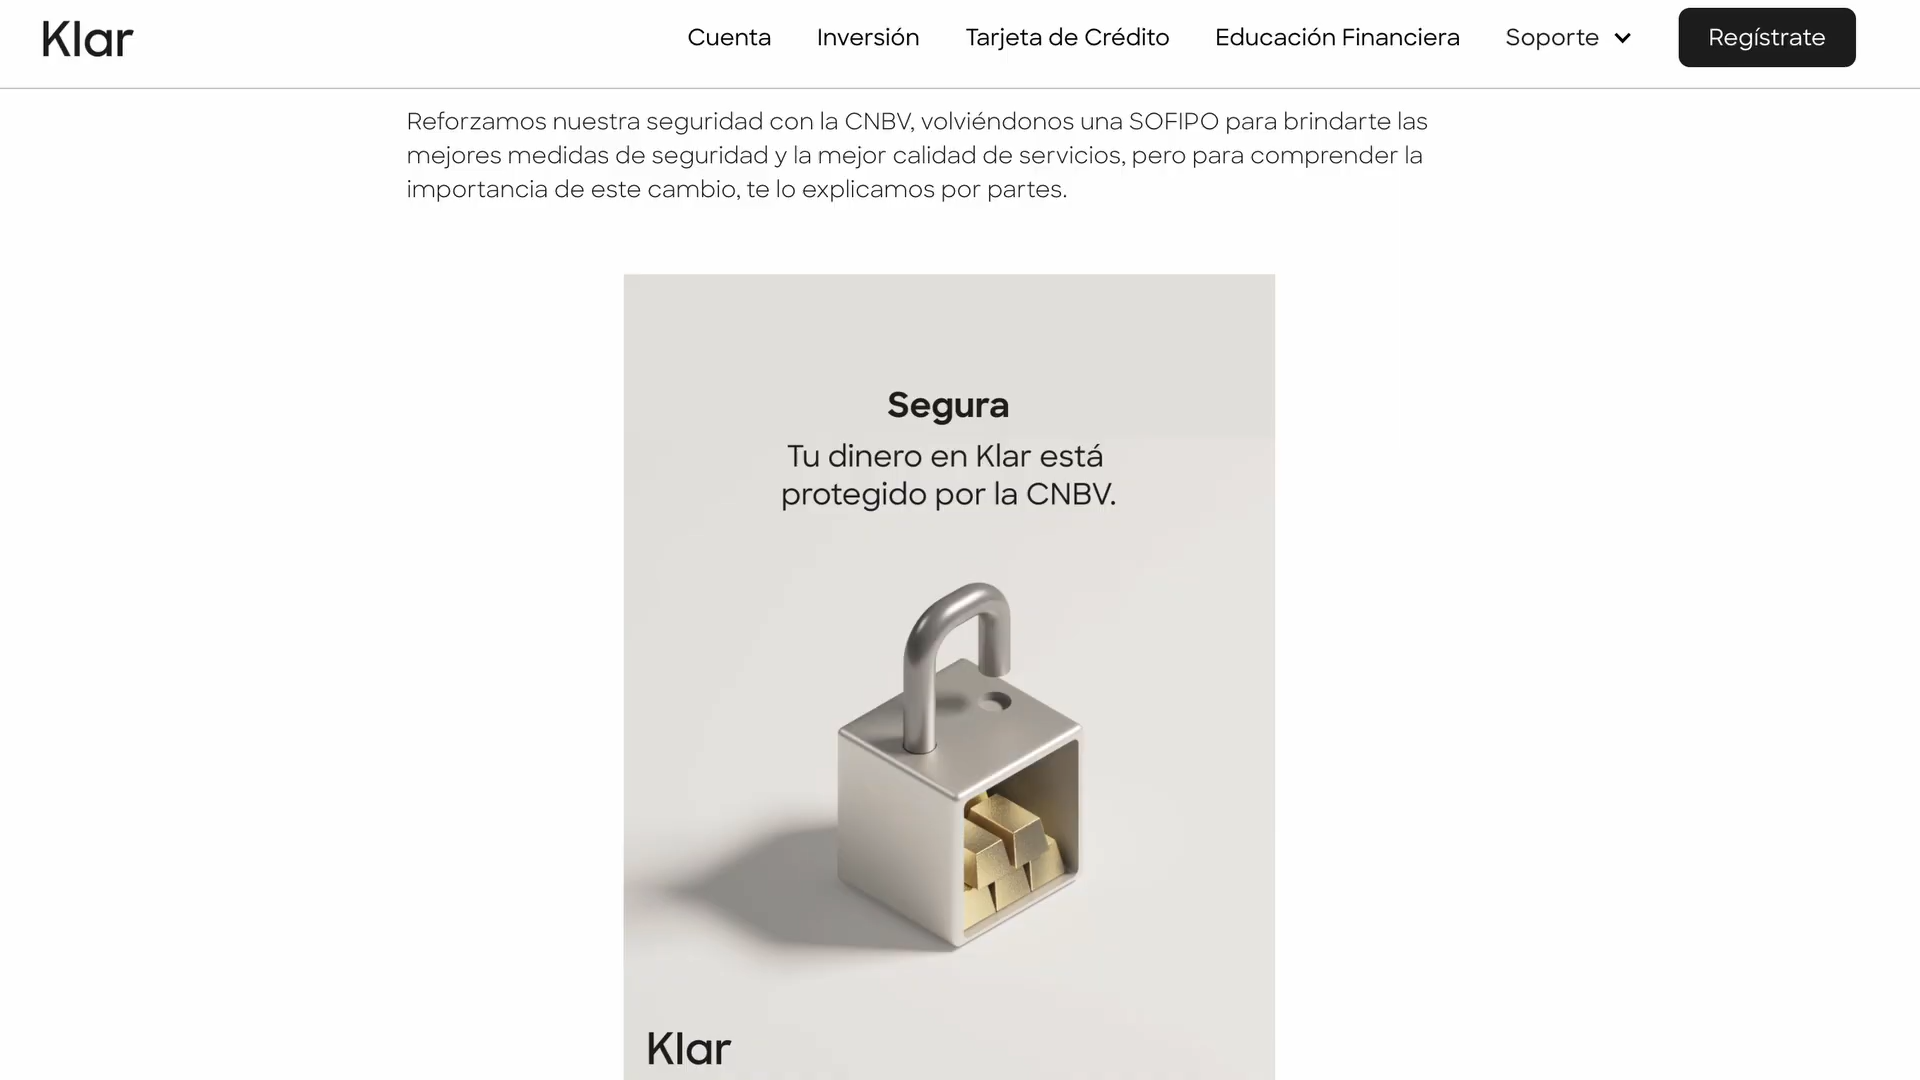 Klar
Cuenta
Inversión
Tarjeta de Crédito
Educación Financiera
Soporte
Regístrate
Reforzamos nuestra seguridad con la CNBV, volviéndonos una SOFIPO para brindarte las
mejores medidas de seguridad y la mejor calidad de servicios, pero para comprender la
importancia de este cambio, te lo explicamos por partes.
Segura
Tu dinero en Klar está
protegido por la CNBV.
Klar